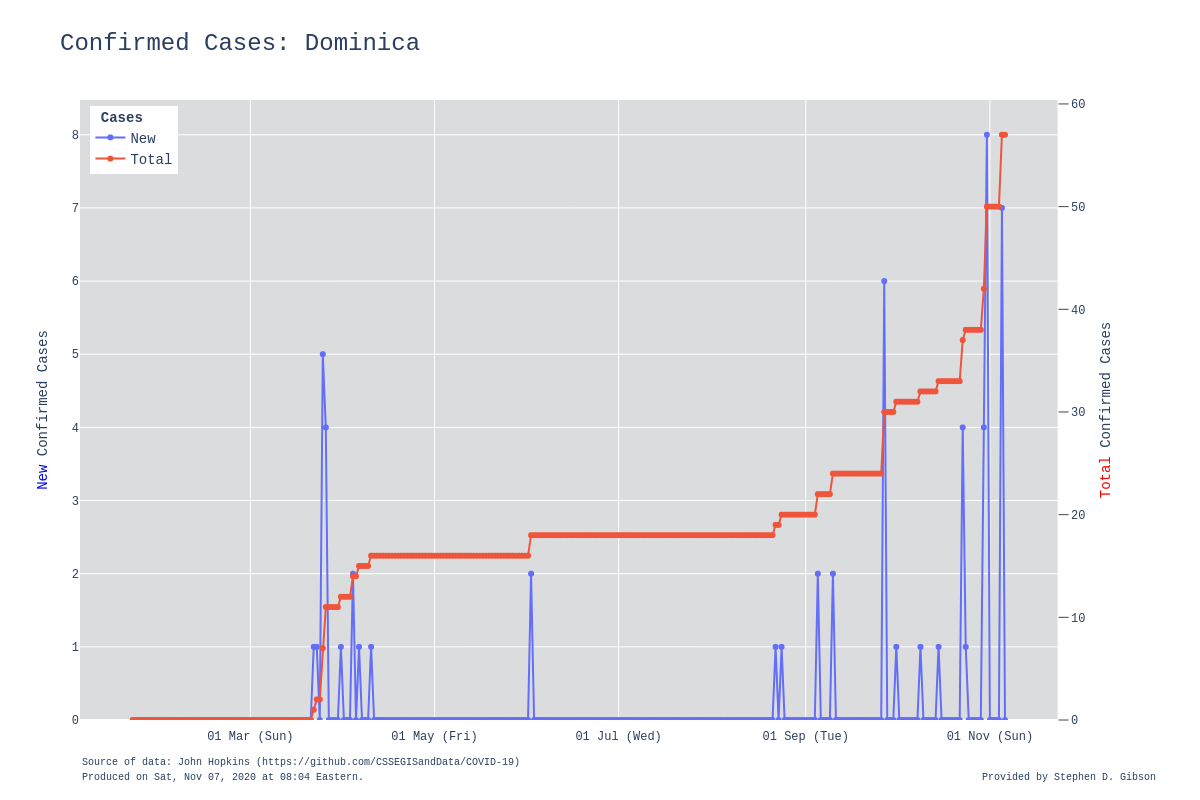 Confirmed Cases: Dominica
Cases
New
Total
8
7
6
5
4
3
2
1
0
60
50
40
30
20
10
0
New Confirmed Cases
Total Confirmed Cases
01 Mar (Sun)
01 May (Fri)
01 Jul (Wed)
01 Sep (Tue)
01 Nov (Sun)
Source of data: John Hopkins (https://github.com/CSSEGISandData/COVID-19)
Produced on Sat, Nov 07, 2020 at 08:04 Eastern.
Provided by Stephen D. Gibson